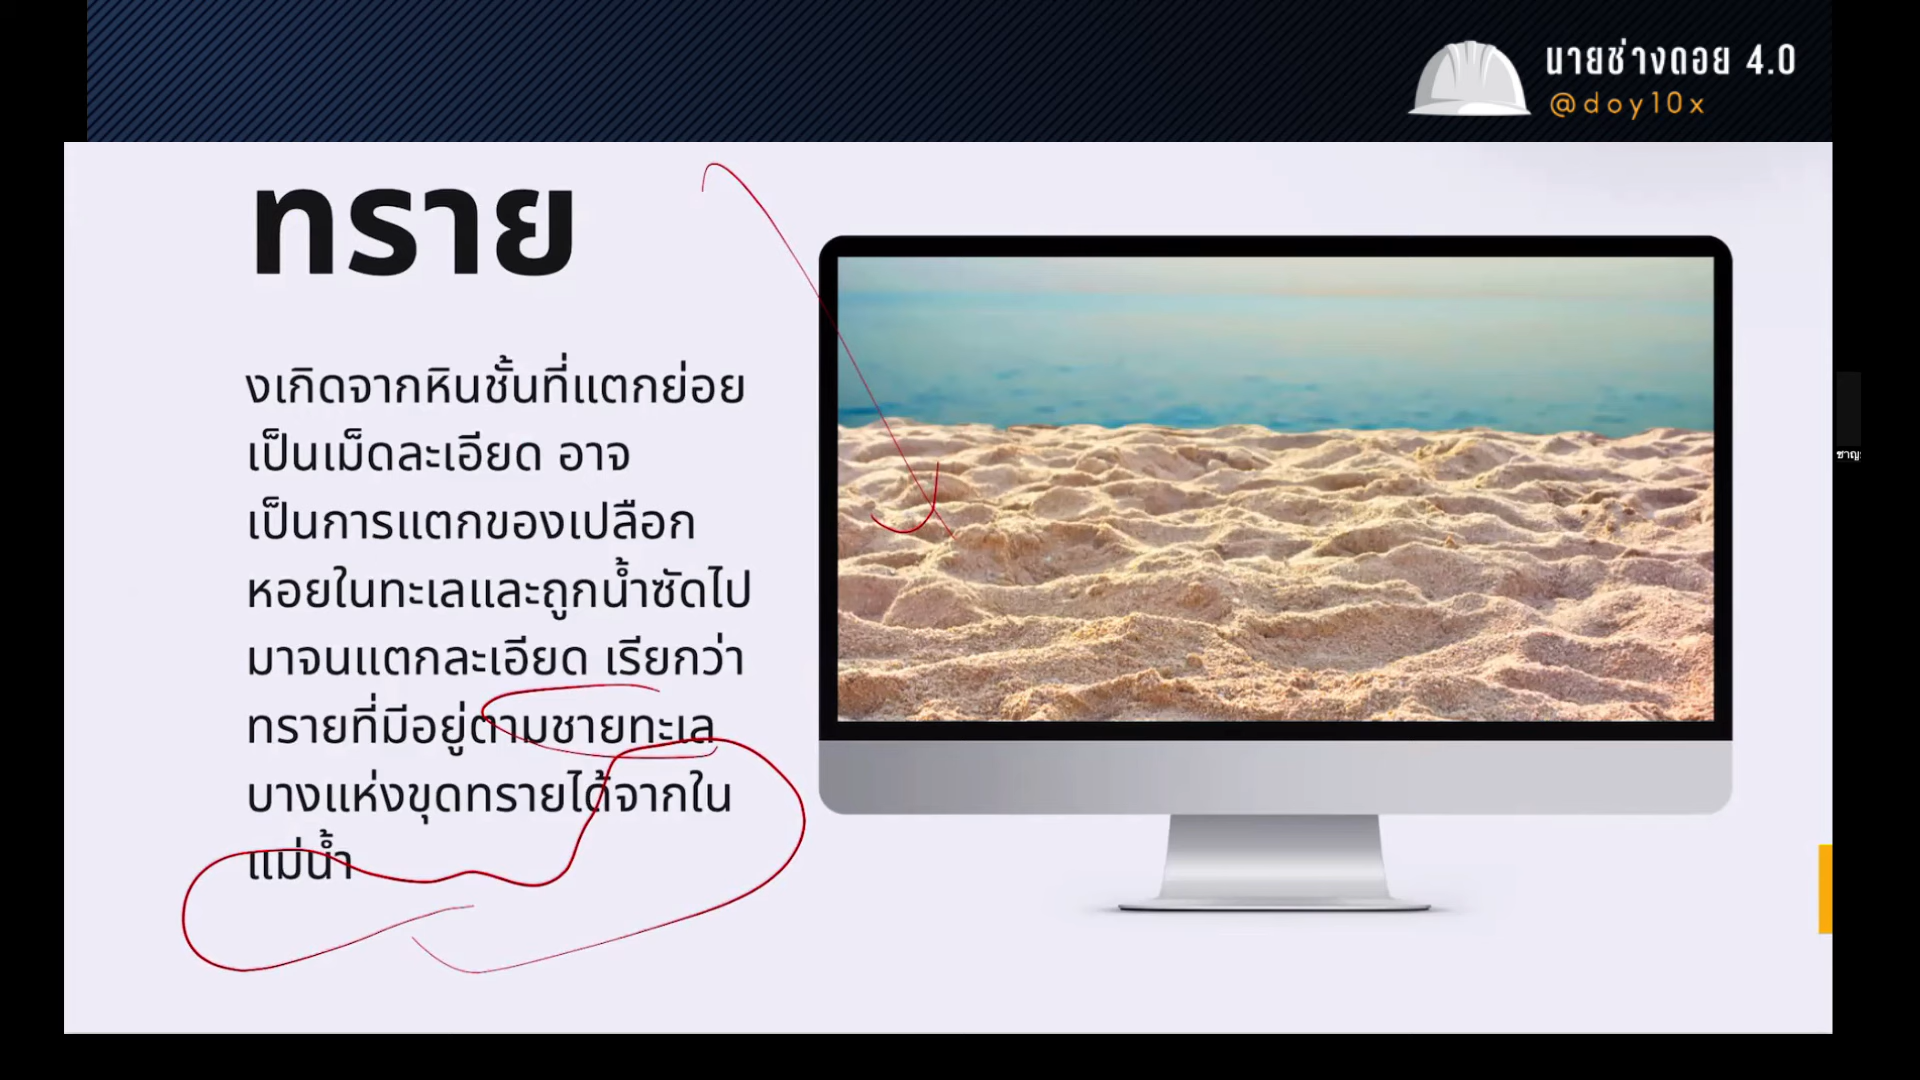 นายช่างดอย 4.0
@doy10x
ทราย
งเกิดจากหินชั้นที่แตกย่อย
เป็นเม็ดละเอียด อาจ
เป็นการแตกของเปลือก
หอยในทะเลและถูกน้ำซัดไป
มาจนแตกละเอียด เรียกว่า
ทรายที่มีอยู่ตามชายทะเล
บางแห่งขุดทรายได้จากใน
แม่น้ำ